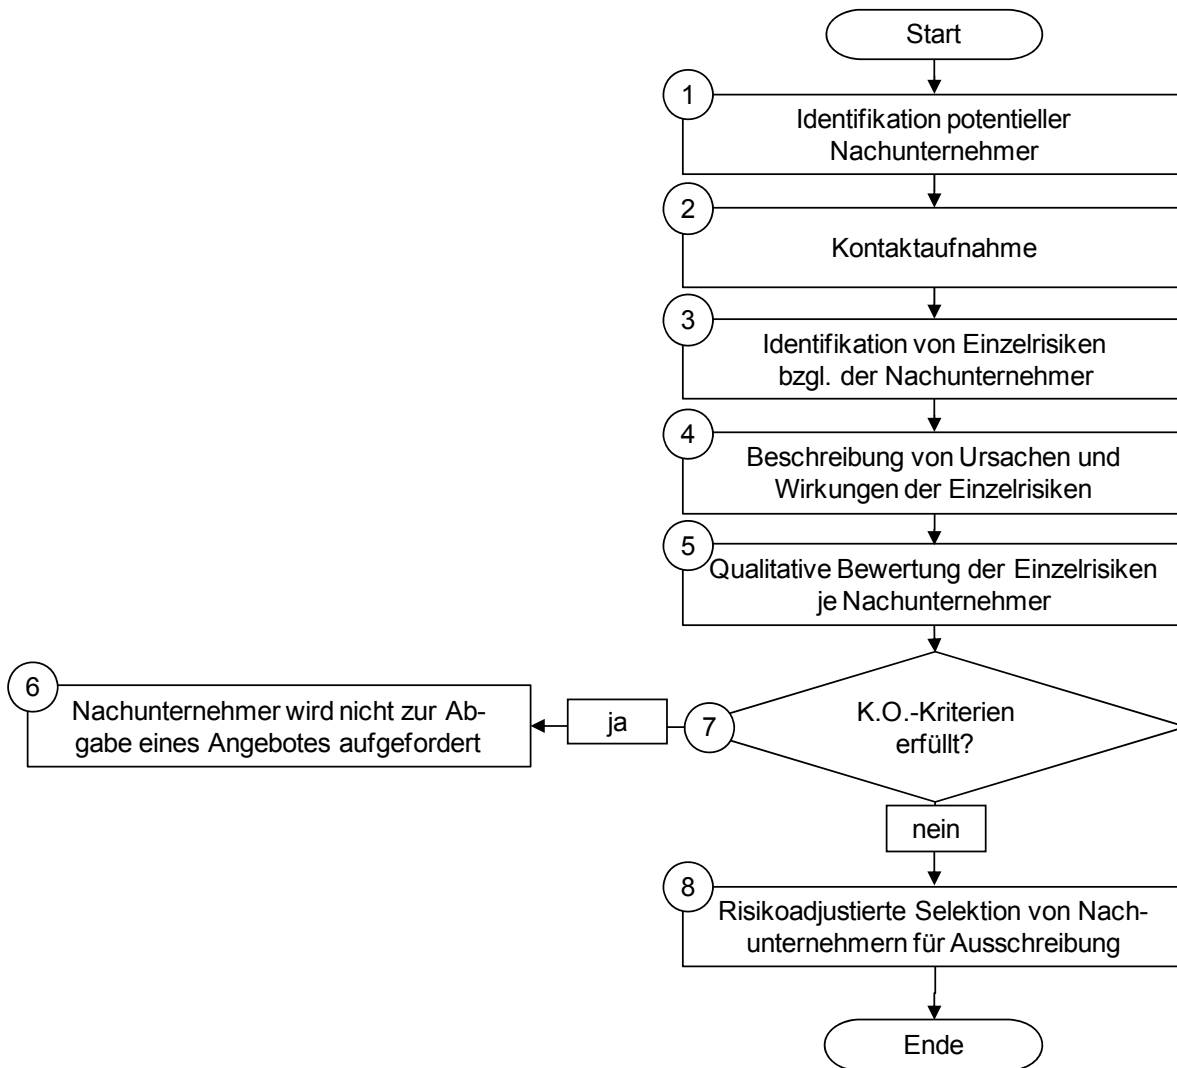 Start
1
Identifikation potentieller
Nachunternehmer
2
Kontaktaufnahme
3
Identifikation von Einzelrisiken
bzgl. der Nachunternehmer
4
Beschreibung von Ursachen und
Wirkungen der Einzelrisiken
5
Qualitative Bewertung der Einzelrisiken
je Nachunternehmer
6
Nachunternehmer wird nicht zur Ab-
gabe eines Angebotes aufgefordert
ja
7
K.O.-Kriterien
erfüllt?
nein
8
Risikoadjustierte Selektion von Nach-
unternehmern für Ausschreibung
Ende